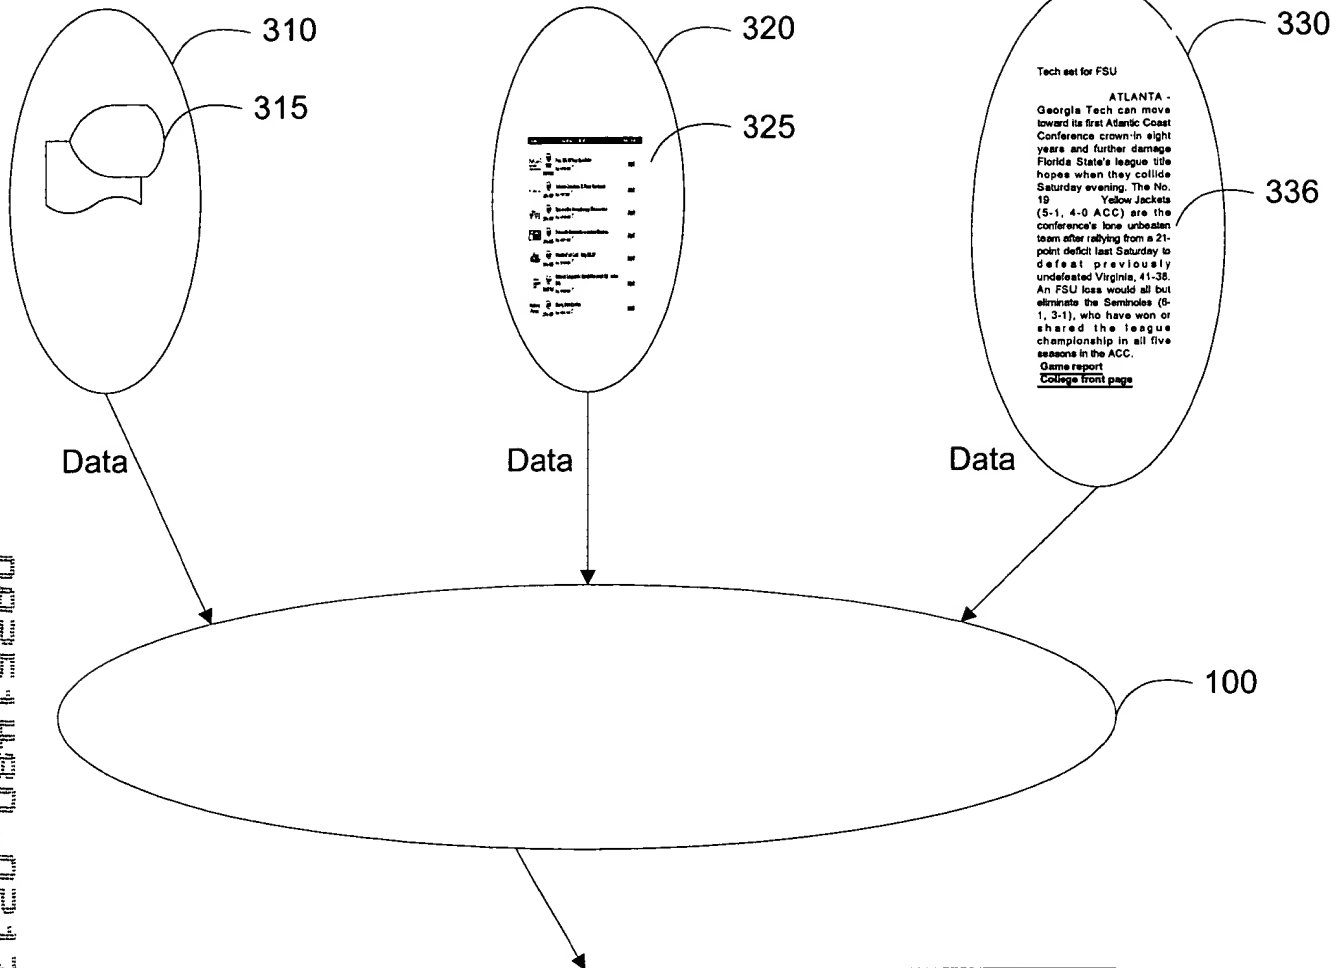 310
315
320
325
330
Tech set for FSU
ATLANTA -
Georgia Tech can move
toward its first Atlantic Coast
Conference crown in eight
years and further damage
Florida State's league title
hopes when they collide
Saturday evening. The No.
19 Yellow Jackets
(5-1, 4-0 ACC) are the
conference's lone unbeaten
team after rallying from a 21-
point deficit last Saturday to
defeat previously
undefeated Virginia, 41-38.
An FSU loss would all but
eliminate the Seminoles (6-
1, 3-1), who have won or
shared the league
championship in all five
seasons in the ACC.
Game report
College front page
336
Data
Data
Data
100